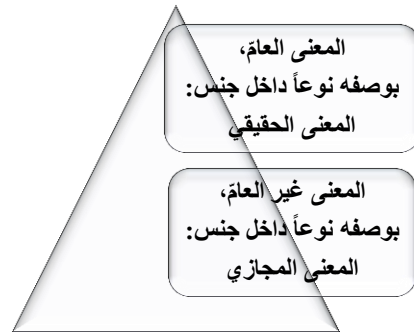 المعنى العامّ،
بوصفه نوعاً داخل جنس:
المعنى الحقيقي
المعنى غير العامّ،
بوصفه نوعاً داخل جنس:
المعنى المجازي